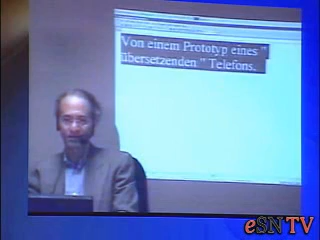 Von einem Prototyp eines "
übersetzenden " Telefons.
eSN TV